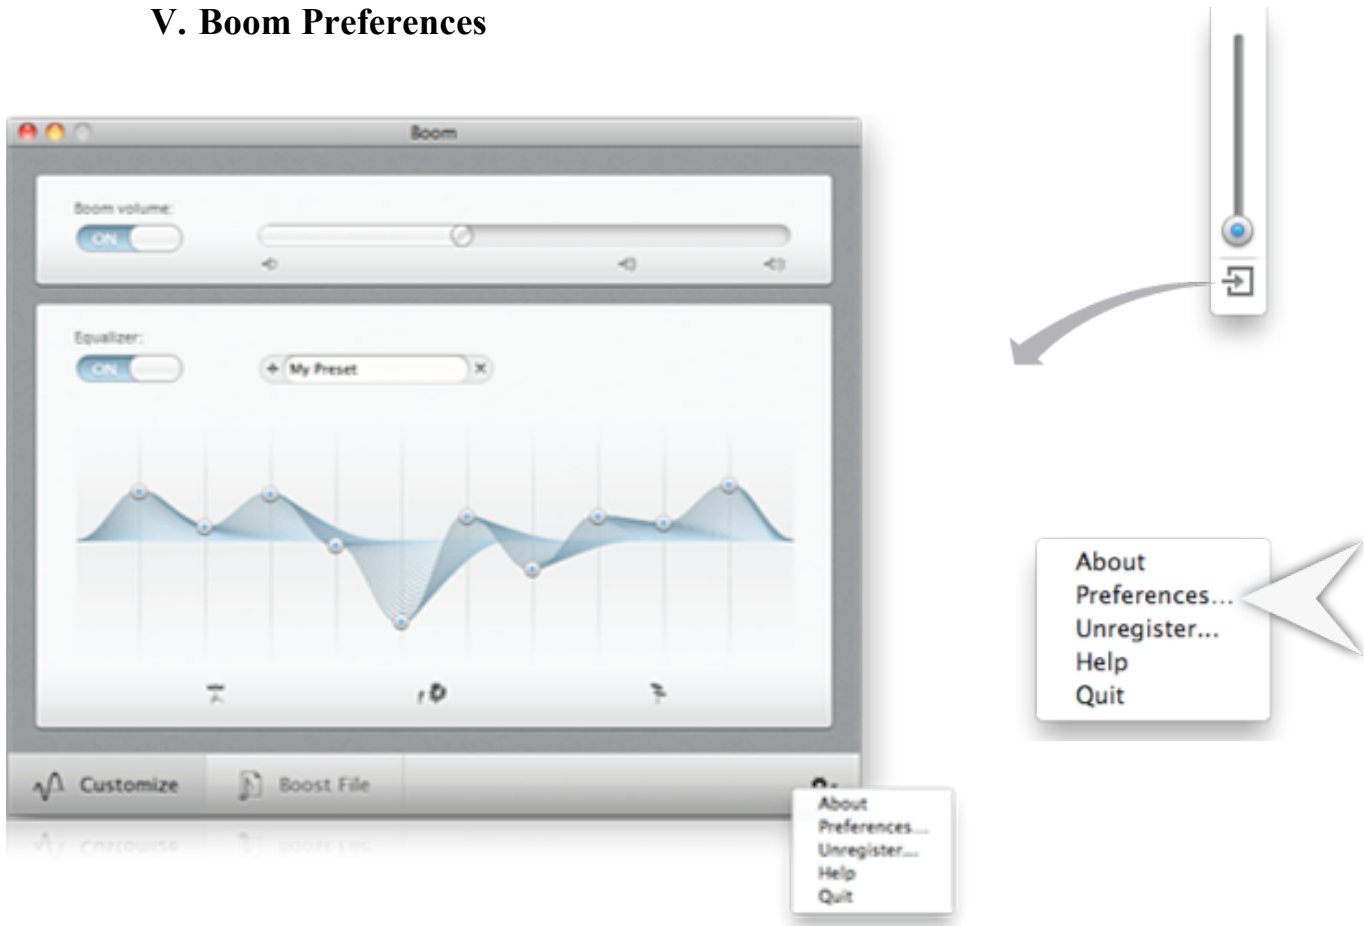 V. Boom Preferences
Boom
Boom volume:
ON
Equalizer:
ON
My Preset
Customize
Boost File
About
Preferences...
Unregister...
Help
Quit
About
Preferences...
Unregister...
Help
Quit